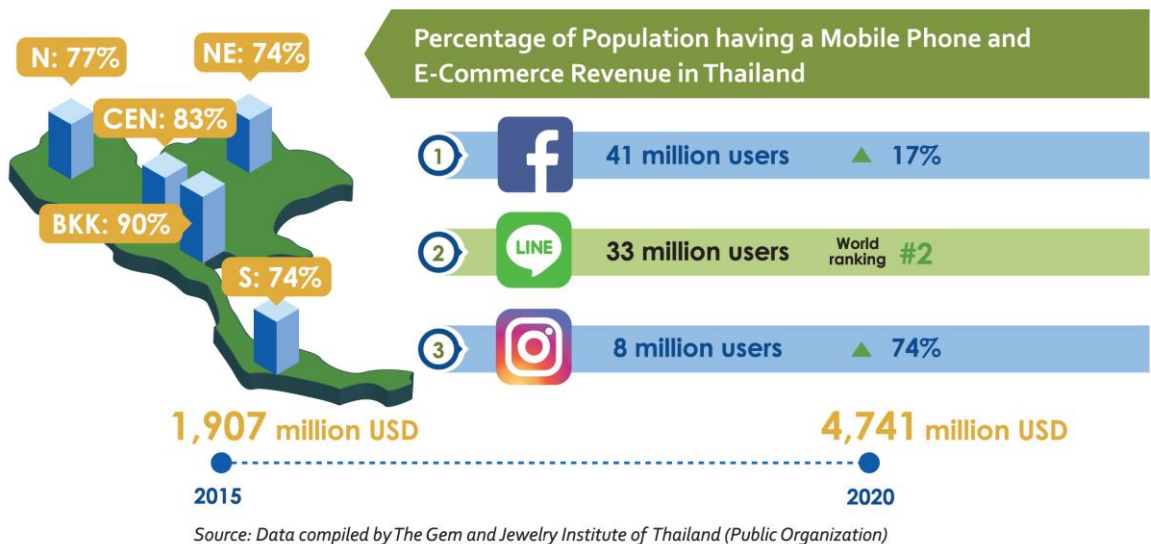 Percentage of Population having a Mobile Phone and
E-Commerce Revenue in Thailand
N: 77%
NE: 74%
CEN: 83%
BKK: 90%
S: 74%
1
f
41 million users
17%
2
LINE
33 million users
World
ranking
#2
3
8 million users
74%
1,907 million USD
4,741 million USD
2015
2020
Source: Data compiled by The Gem and Jewelry Institute of Thailand (Public Organization)